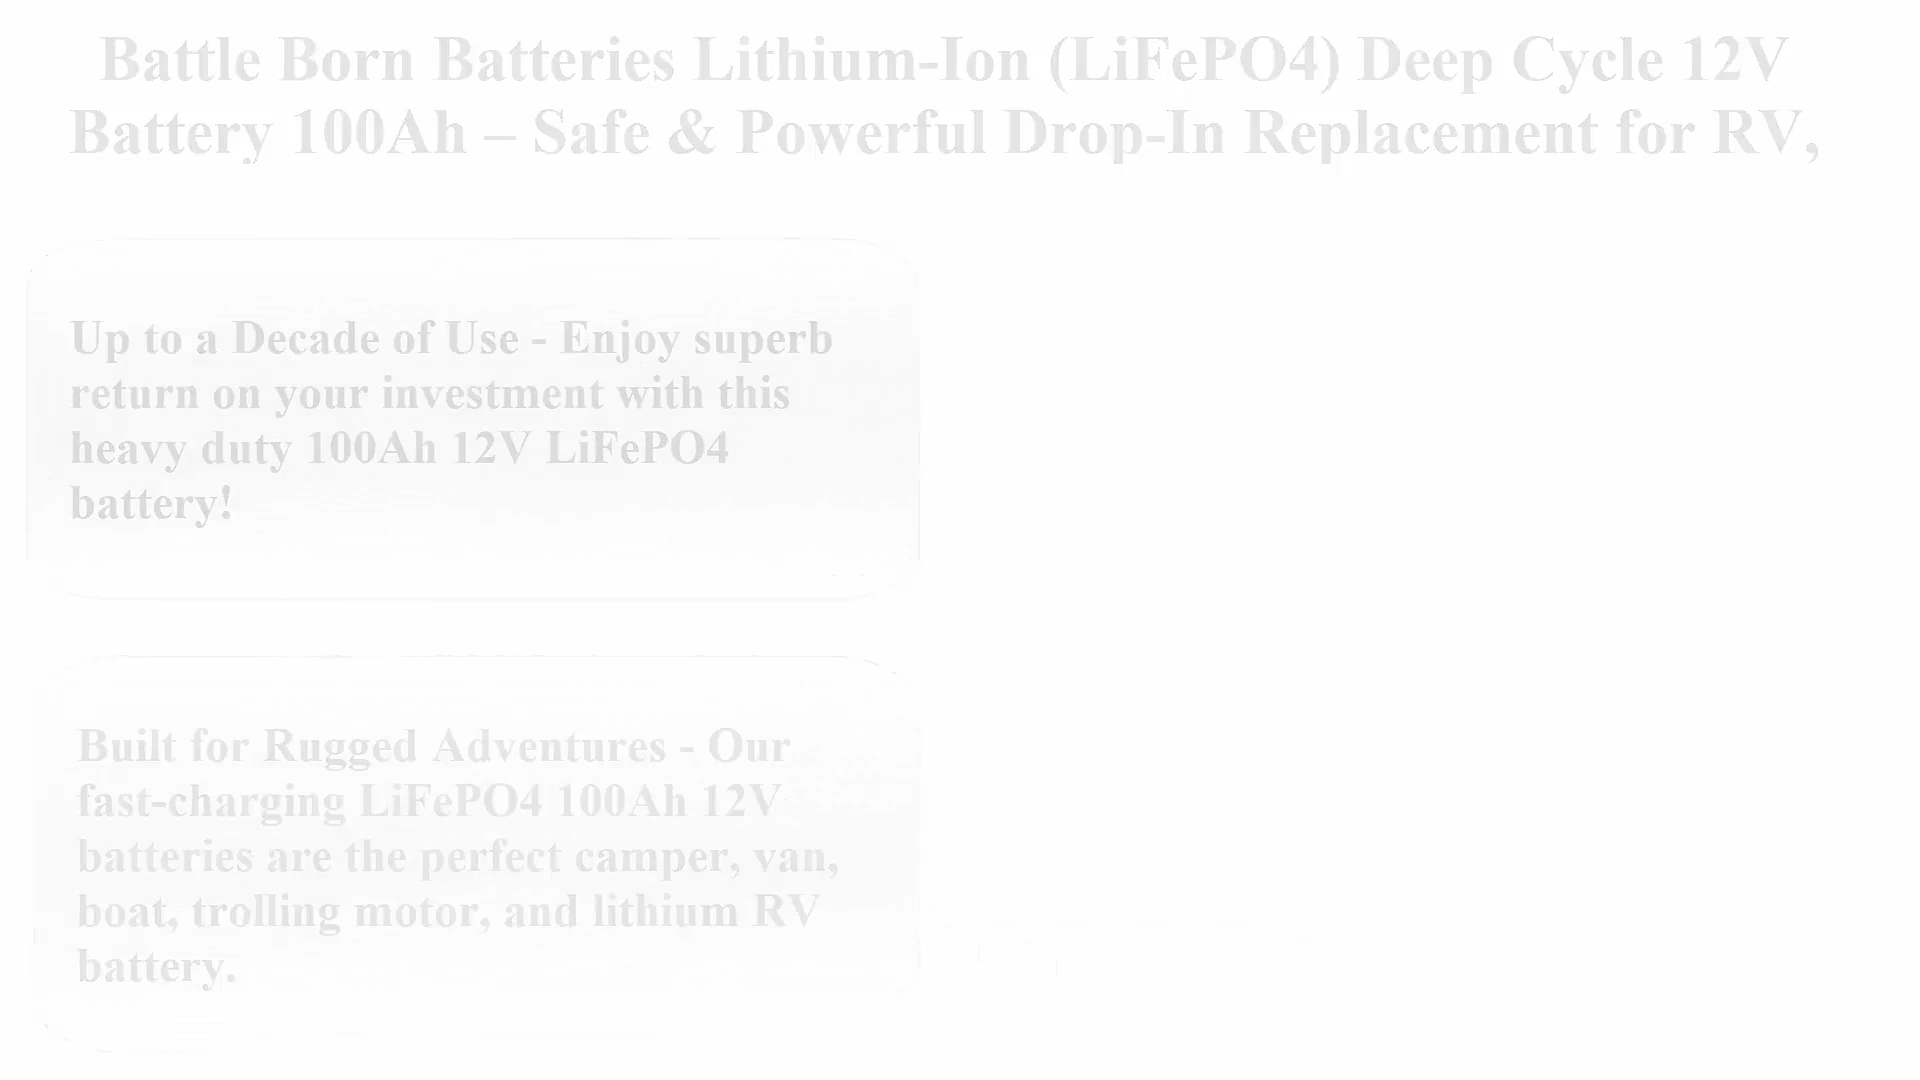 Battle Born Batteries Lithium-Ion (LiFePO4) Deep Cycle 12V
Battery 100Ah – Safe & Powerful Drop-In Replacement for RV,
Up to a Decade of Use - Enjoy superb
return on your investment with this
heavy duty 100Ah 12V LiFePO4
battery!
Built for Rugged Adventures - Our
fast-charging LiFePO4 100Ah 12V
batteries are the perfect camper, van,
boat, trolling motor, and lithium RV
battery.